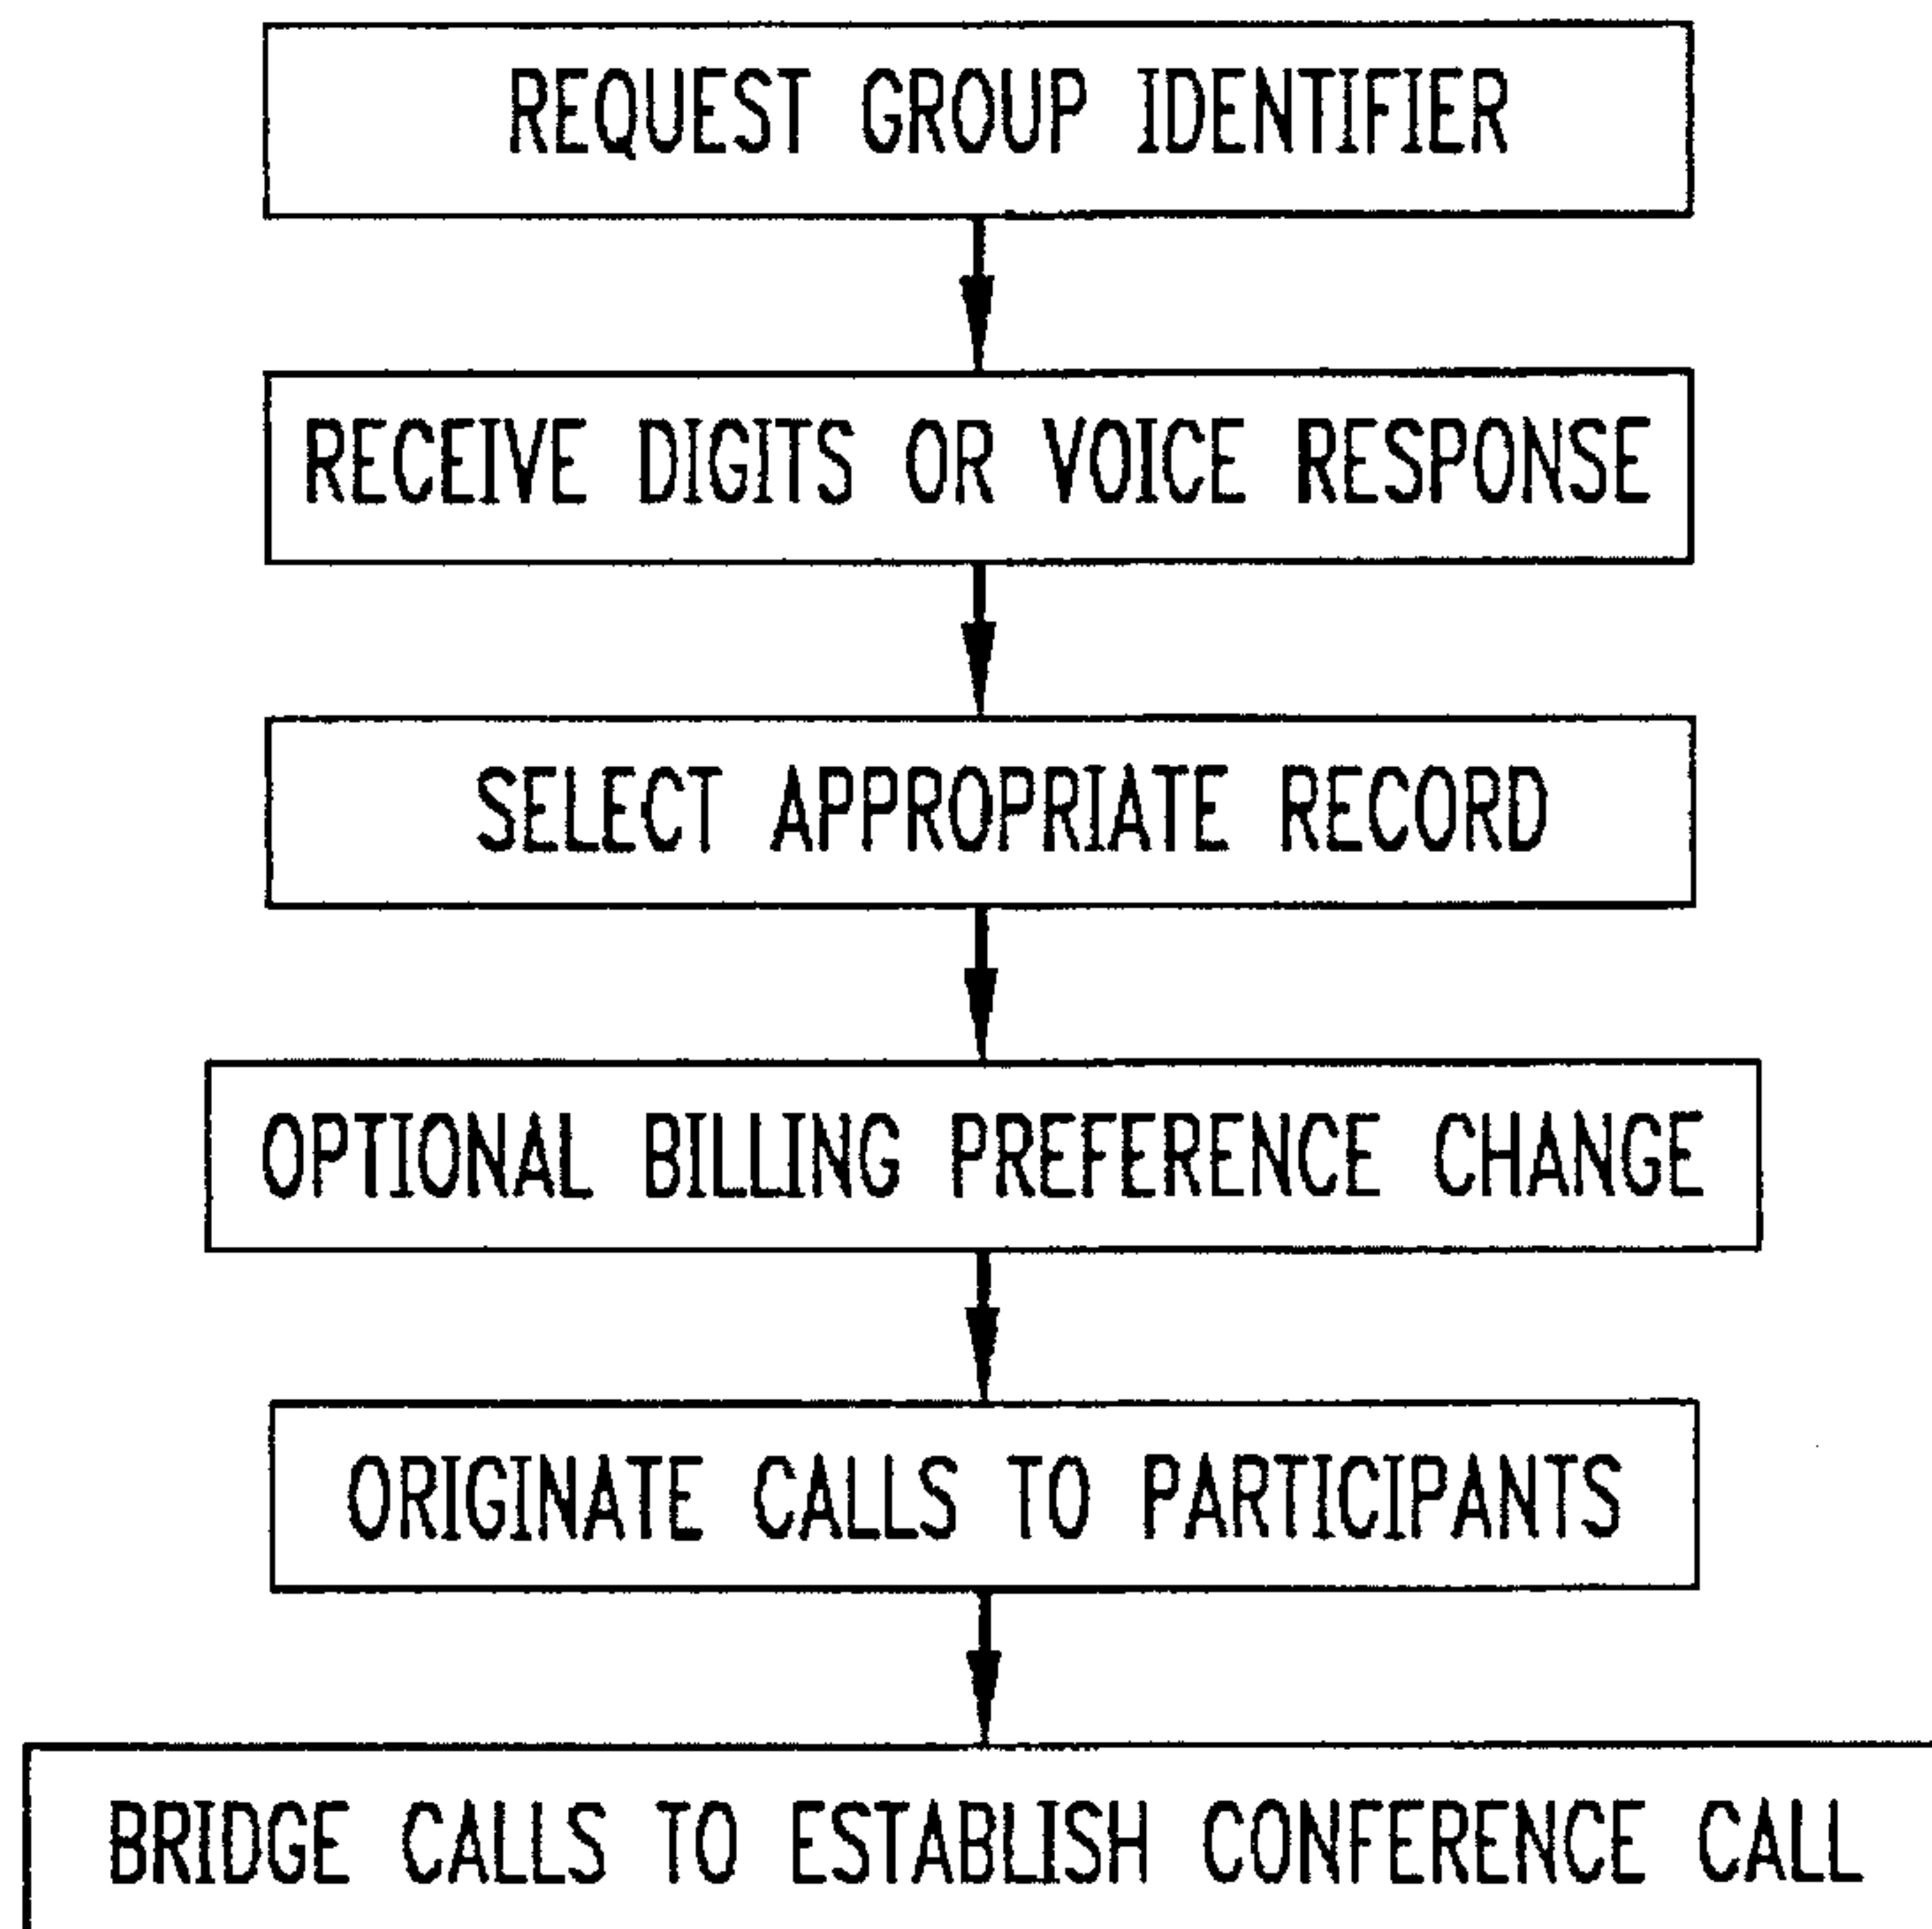 REQUEST GROUP IDENTIFIER
RECEIVE DIGITS OR VOICE RESPONSE
SELECT APPROPRIATE RECORD
OPTIONAL BILLING PREFERENCE CHANGE
ORIGINATE CALLS TO PARTICIPANTS
BRIDGE CALLS TO ESTABLISH CONFERENCE CALL